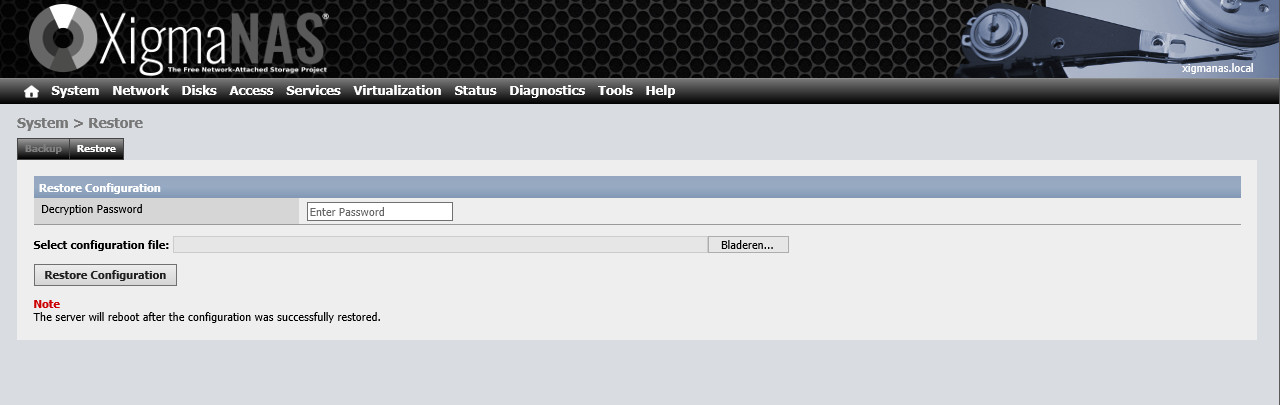 XigmaNAS®
The Free Network-Attached Storage Project
xigmanas.local
System Network Disks Access Services Virtualization Status Diagnostics Tools Help
System > Restore
Backup Restore
Restore Configuration
Decryption Password Enter Password
Select configuration file: Bladeren...
Restore Configuration
Note
The server will reboot after the configuration was successfully restored.